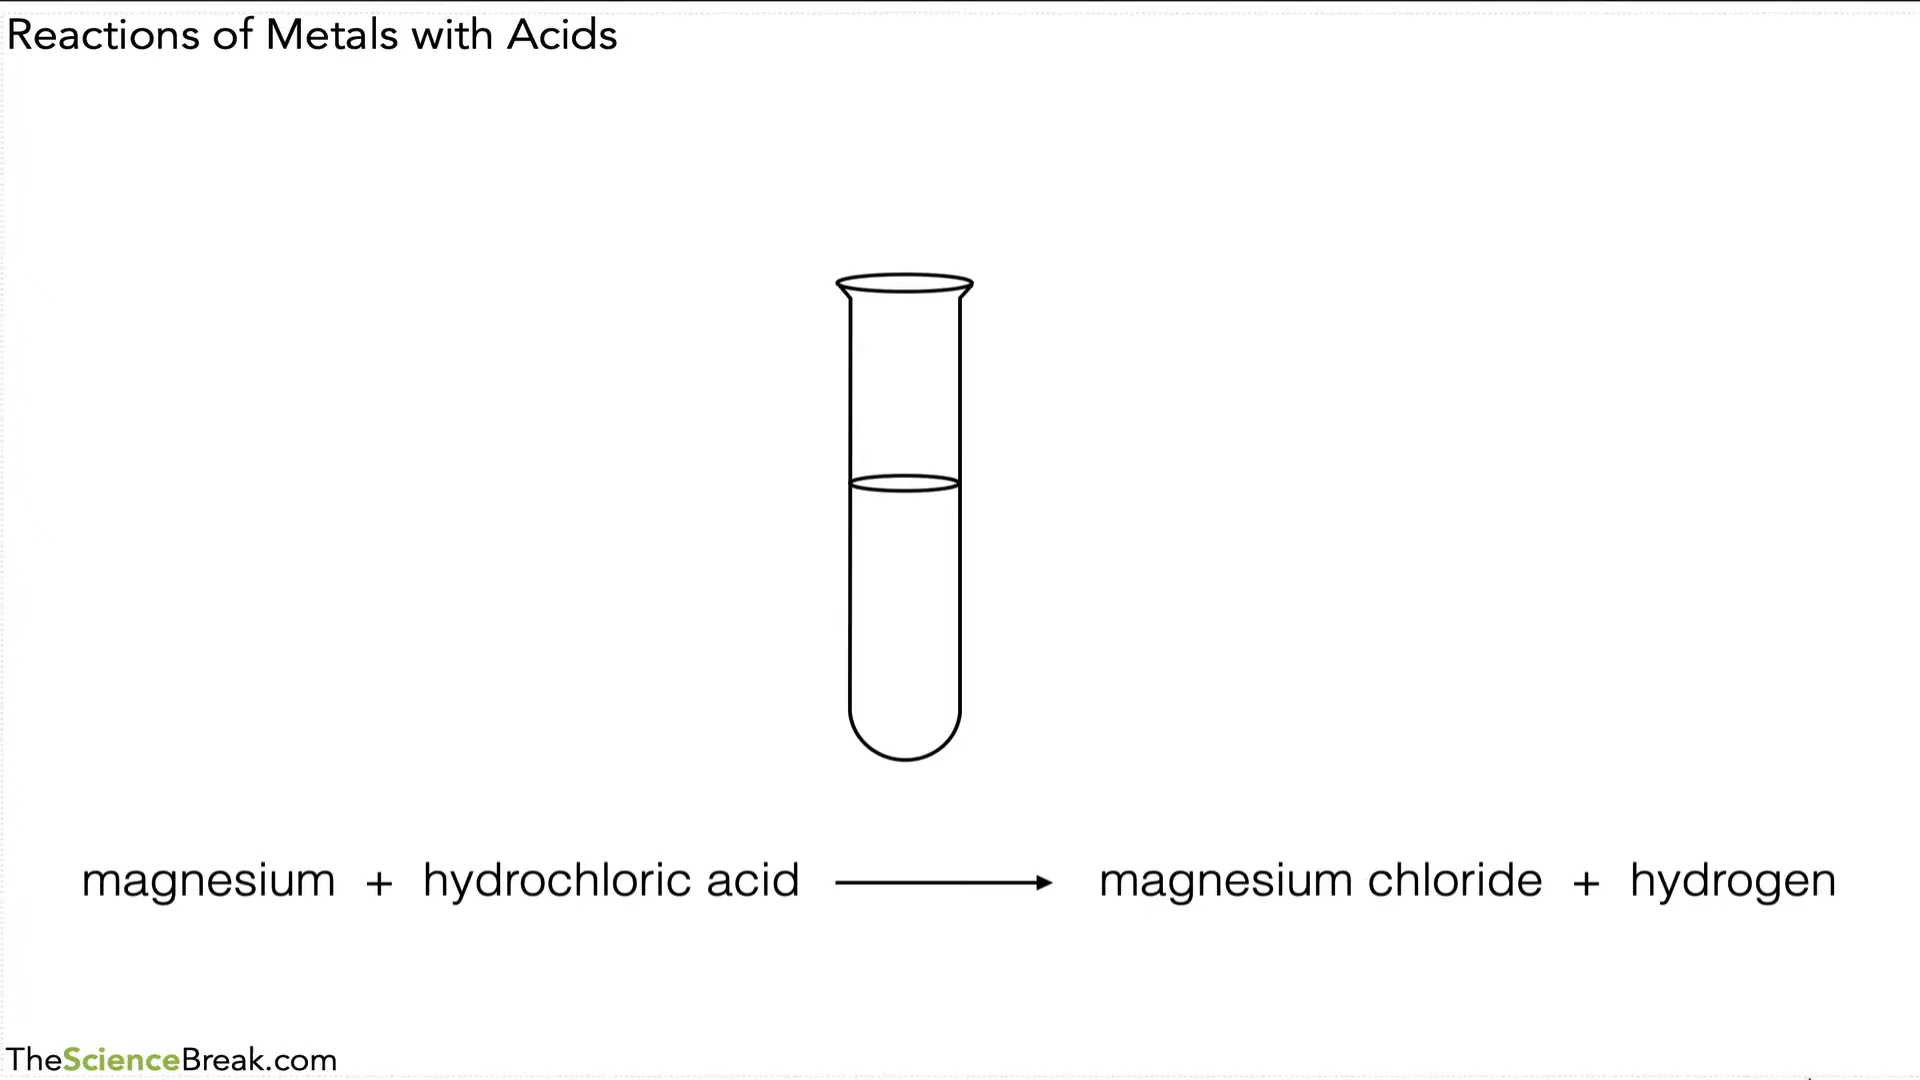 Reactions of Metals with Acids
magnesium + hydrochloric acid ⟶ magnesium chloride + hydrogen
TheScienceBreak.com